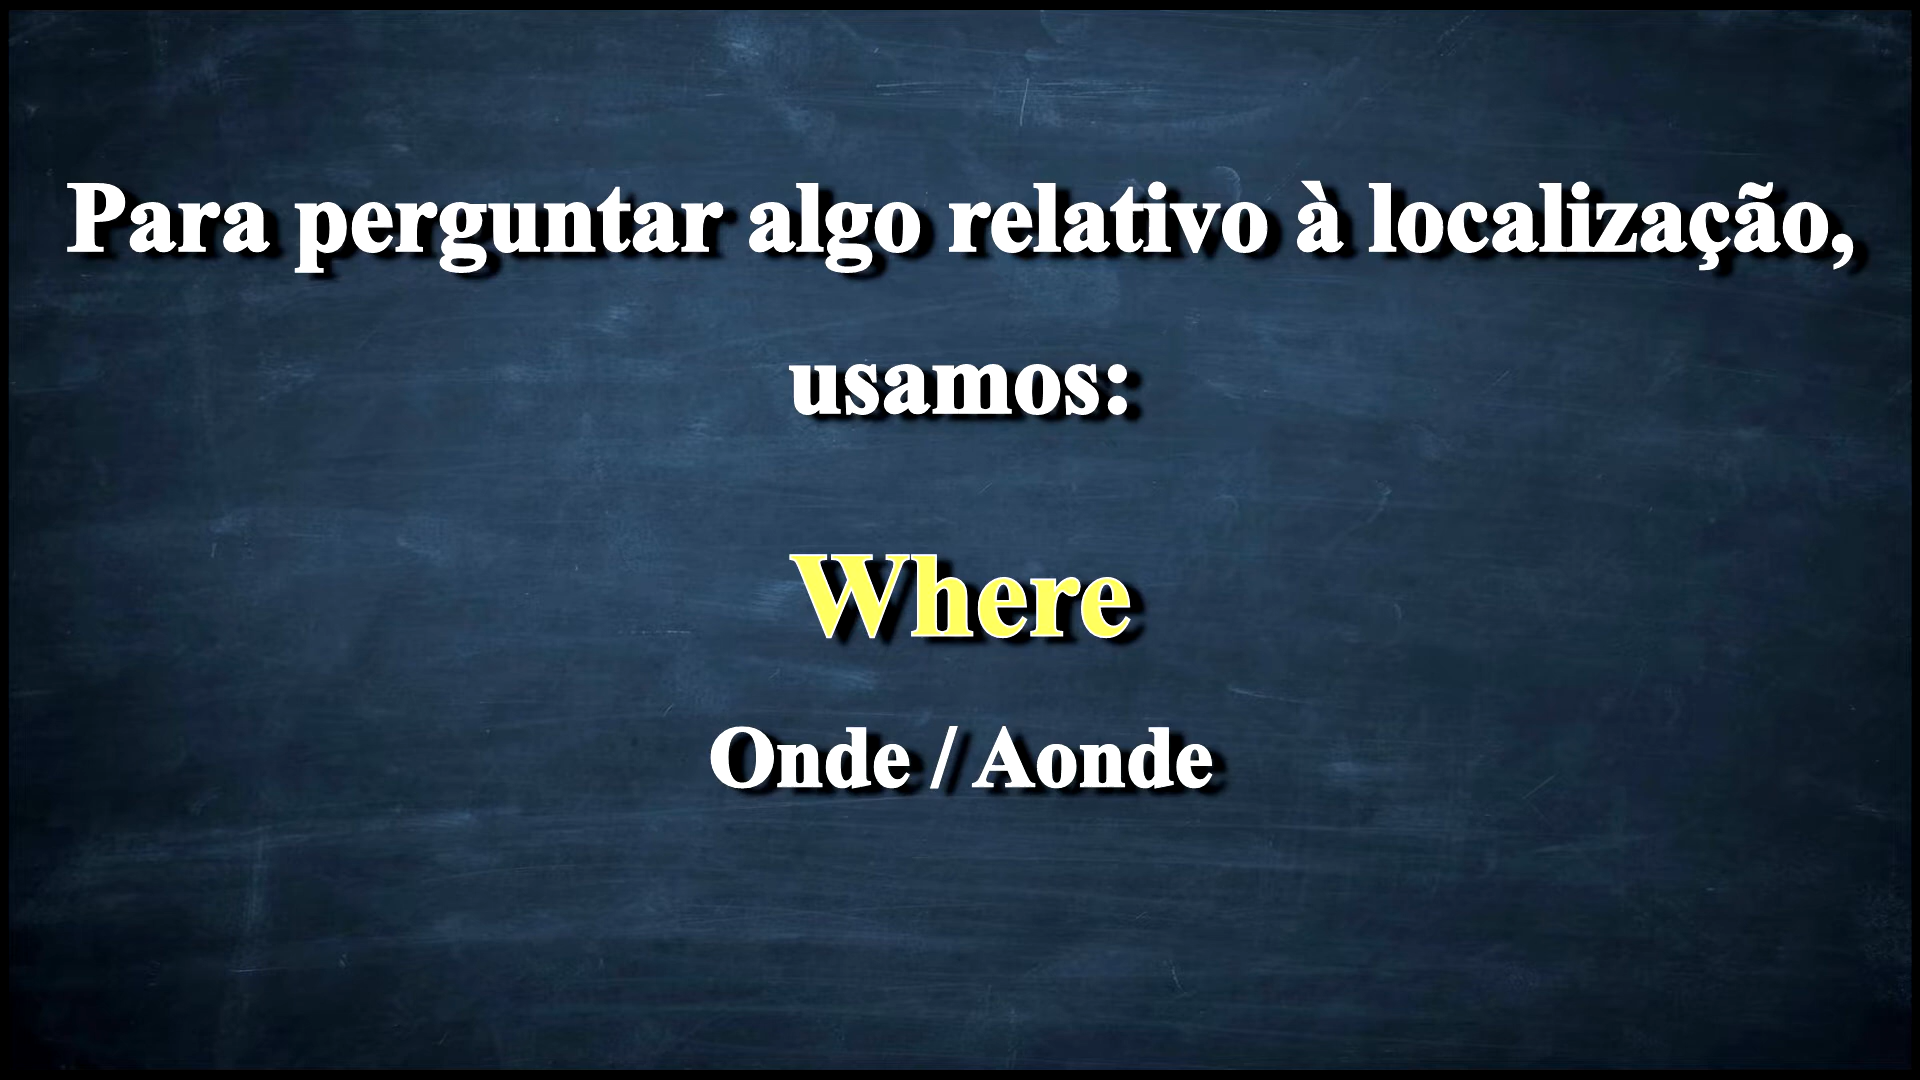 Para perguntar algo relativo à localização,
usamos:
Where
Onde / Aonde